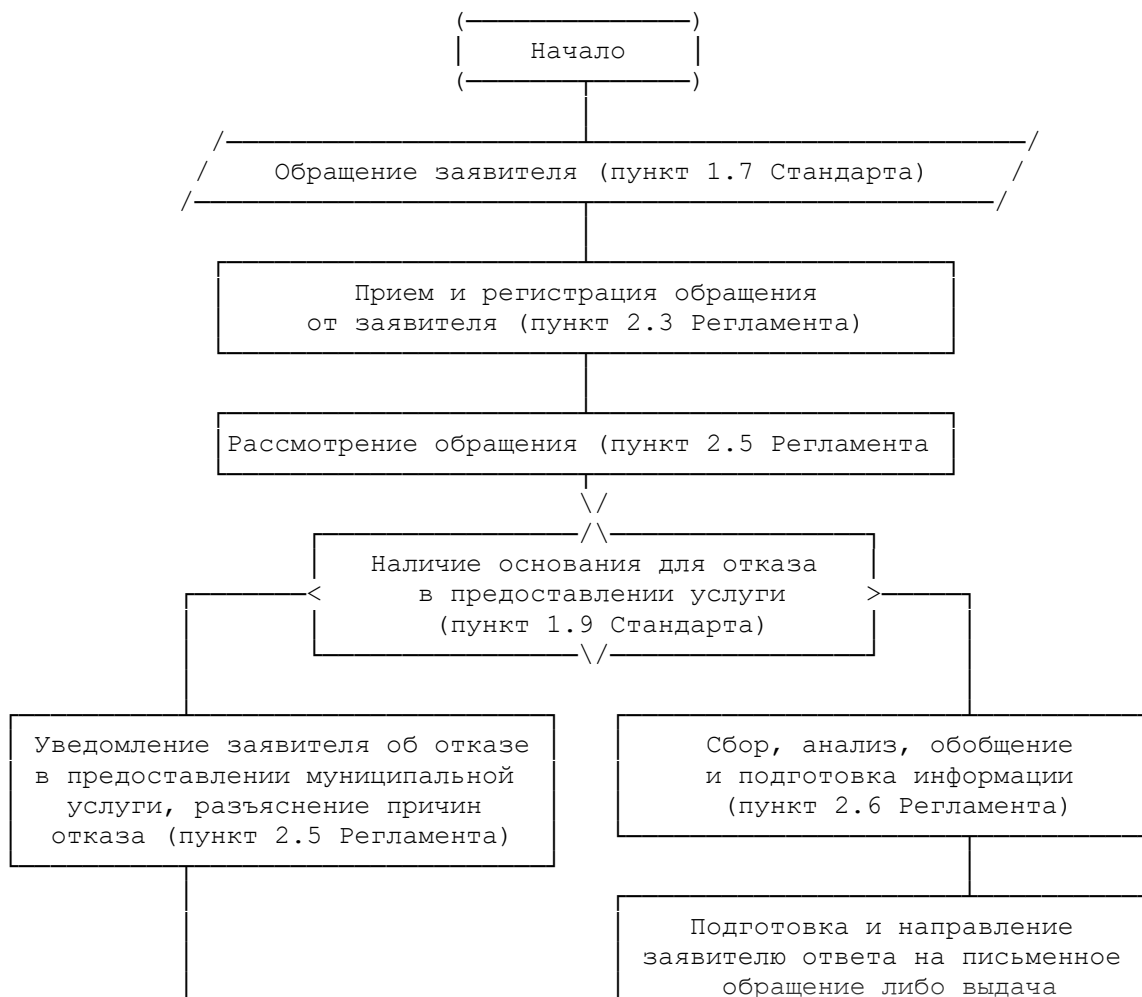 Начало
Обращение заявителя (пункт 1.7 Стандарта)
Прием и регистрация обращения
от заявителя (пункт 2.3 Регламента)
Рассмотрение обращения (пункт 2.5 Регламента
Наличие основания для отказа
в предоставлении услуги
(пункт 1.9 Стандарта)
Уведомление заявителя об отказе
в предоставлении муниципальной
услуги, разъяснение причин
отказа (пункт 2.5 Регламента)
Сбор, анализ, обобщение
и подготовка информации
(пункт 2.6 Регламента)
Подготовка и направление
заявителю ответа на письменное
обращение либо выдача